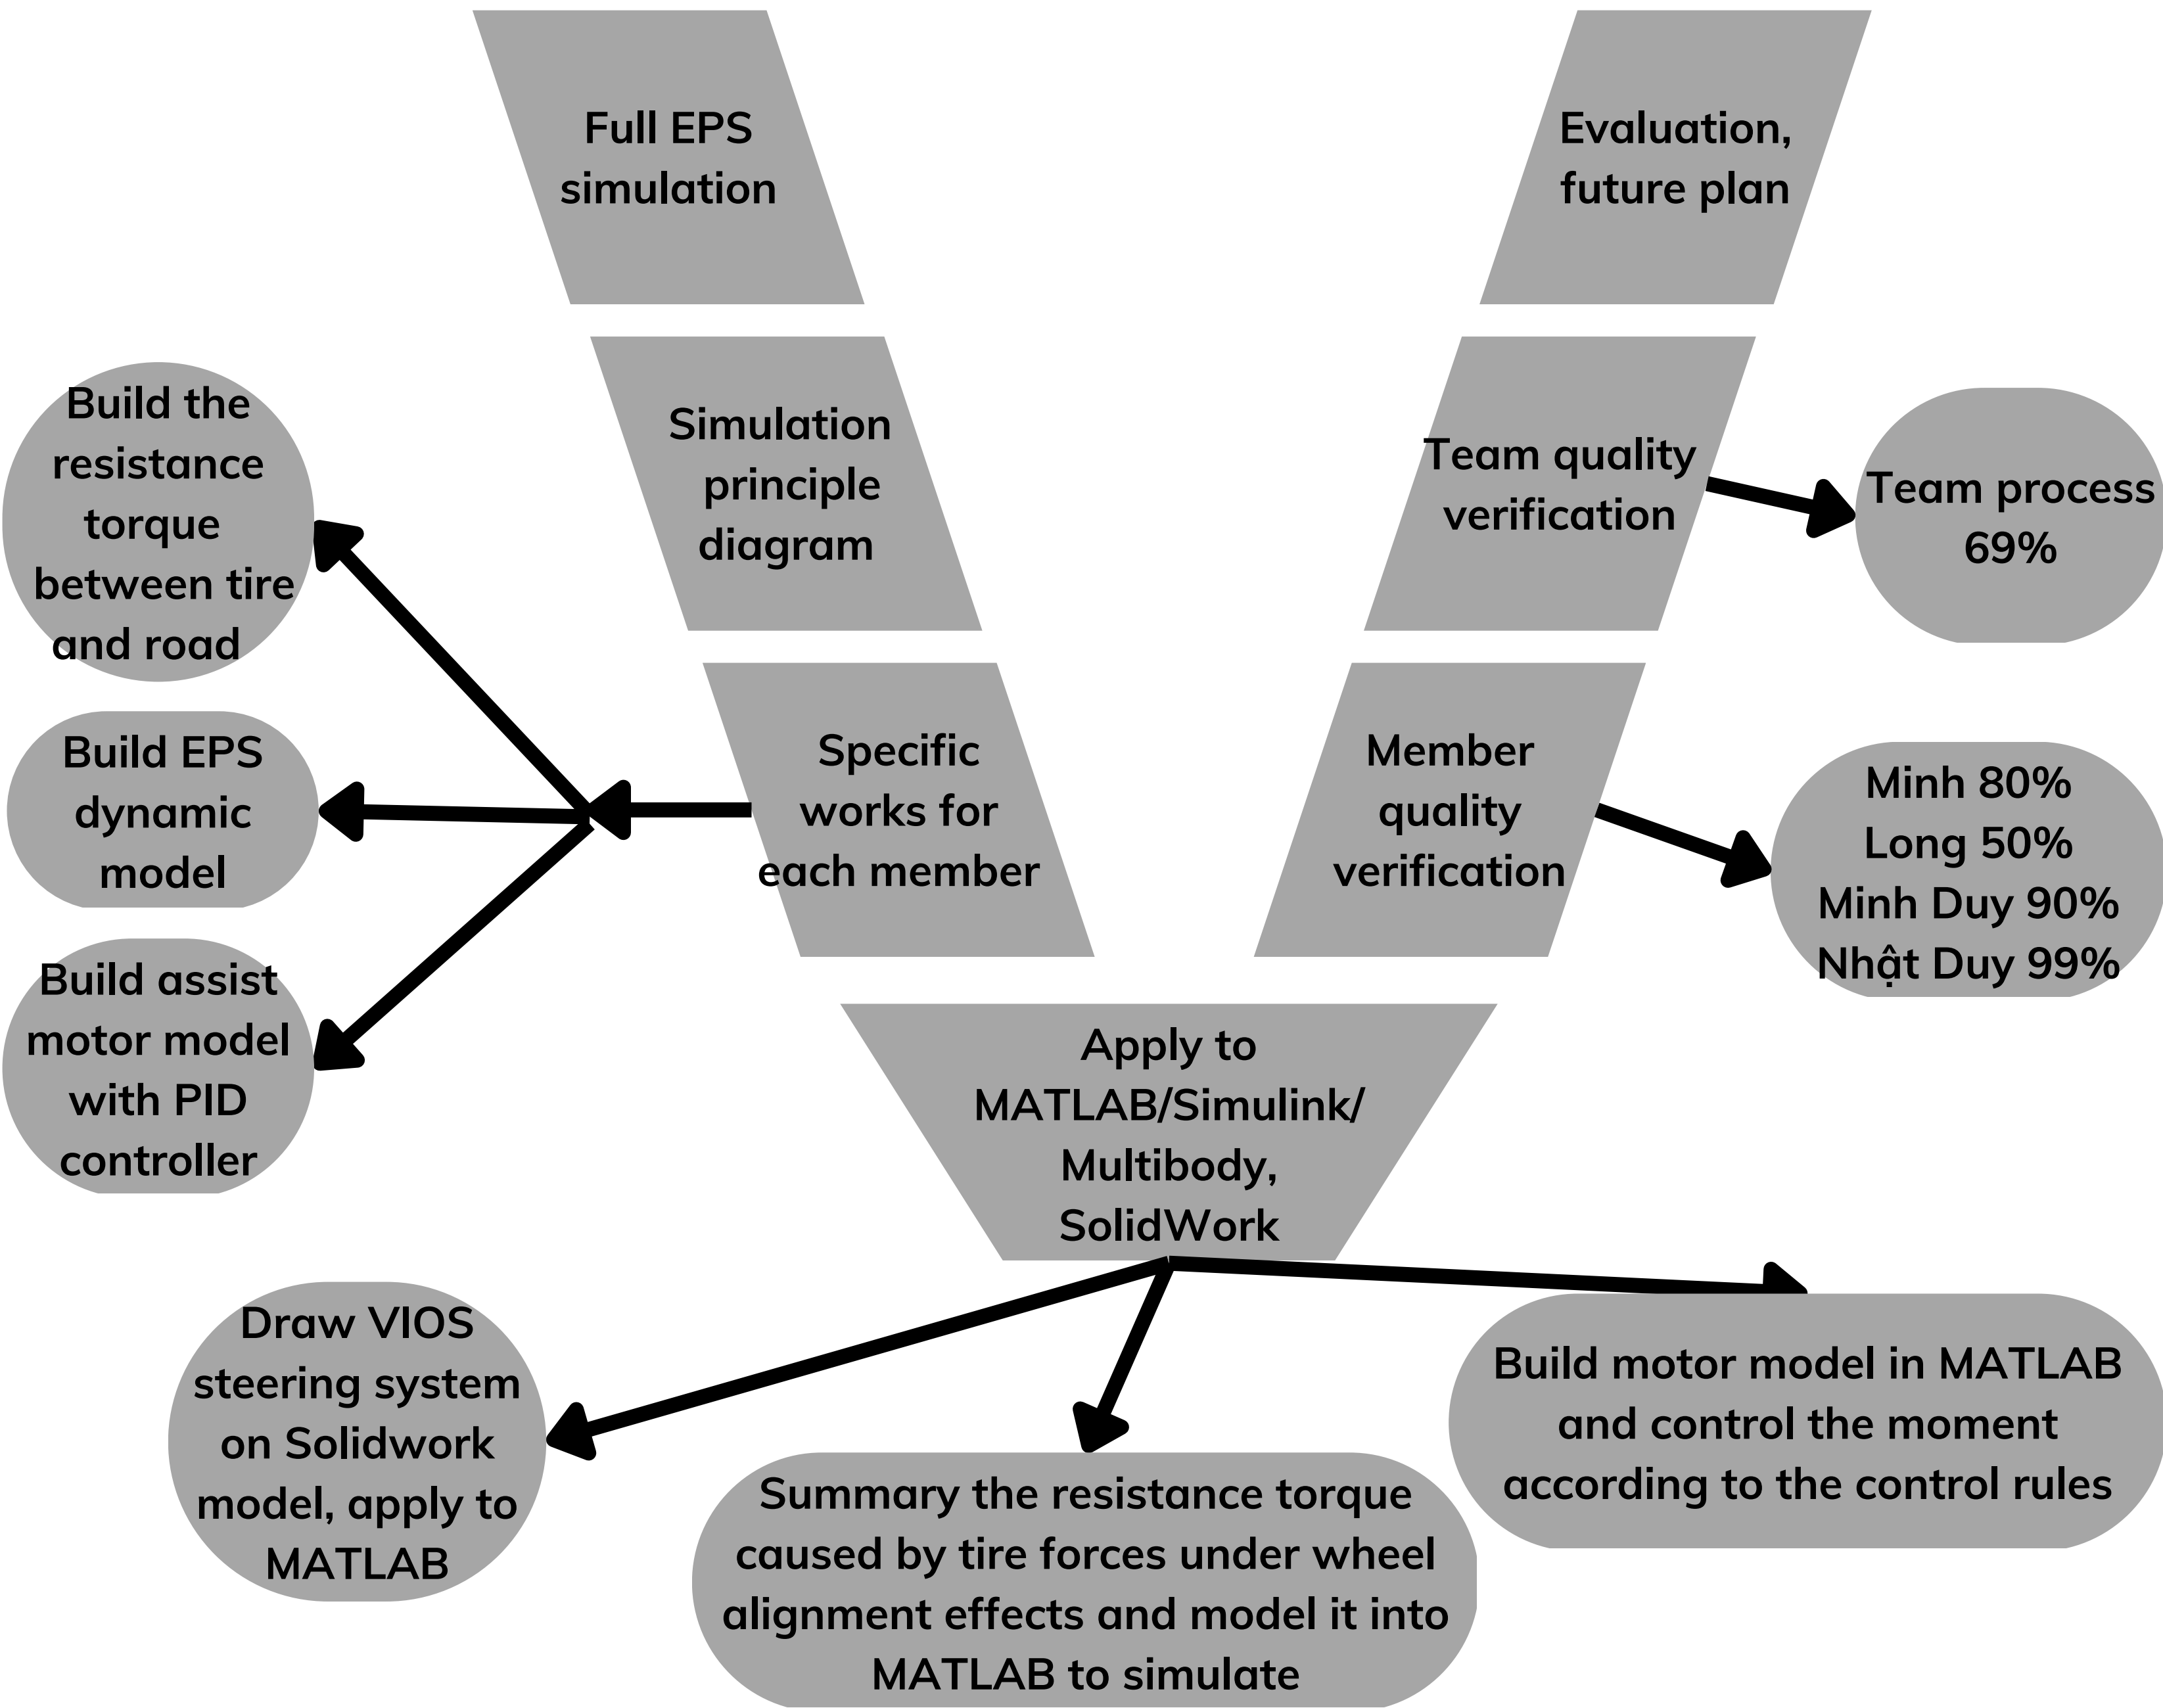 Full EPS
simulation
Evaluation,
future plan
Simulation
principle
diagram
Team quality
verification
Team process
69%
Build the
resistance
torque
between tire
and road
Specific
works for
each member
Member
quality
verification
Build EPS
dynamic
model
Minh 80%
Long 50%
Minh Duy 90%
Nhật Duy 99%
Build assist
motor model
with PID
controller
Apply to
MATLAB/Simulink/
Multibody,
SolidWork
Draw VIOS
steering system
on Solidwork
model, apply to
MATLAB
Summary the resistance torque
caused by tire forces under wheel
alignment effects and model it into
MATLAB to simulate
Build motor model in MATLAB
and control the moment
according to the control rules